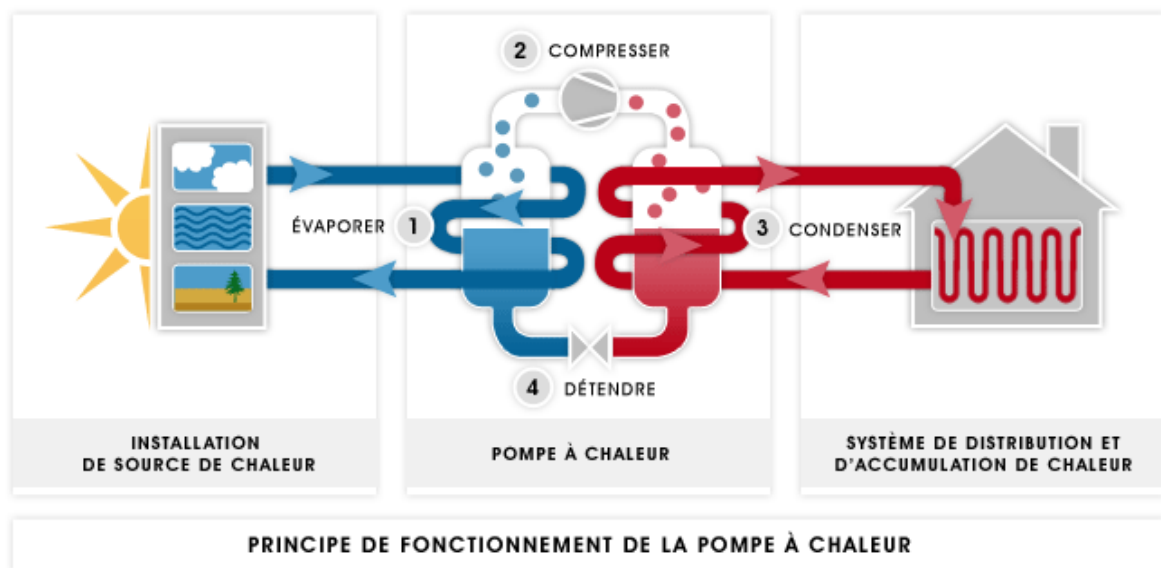 2 COMPRESSER
ÉVAPORER 1
3 CONDENSER
4 DÉTENDRE
INSTALLATION
DE SOURCE DE CHALEUR
POMPE À CHALEUR
SYSTÈME DE DISTRIBUTION ET
D'ACCUMULATION DE CHALEUR
PRINCIPE DE FONCTIONNEMENT DE LA POMPE À CHALEUR